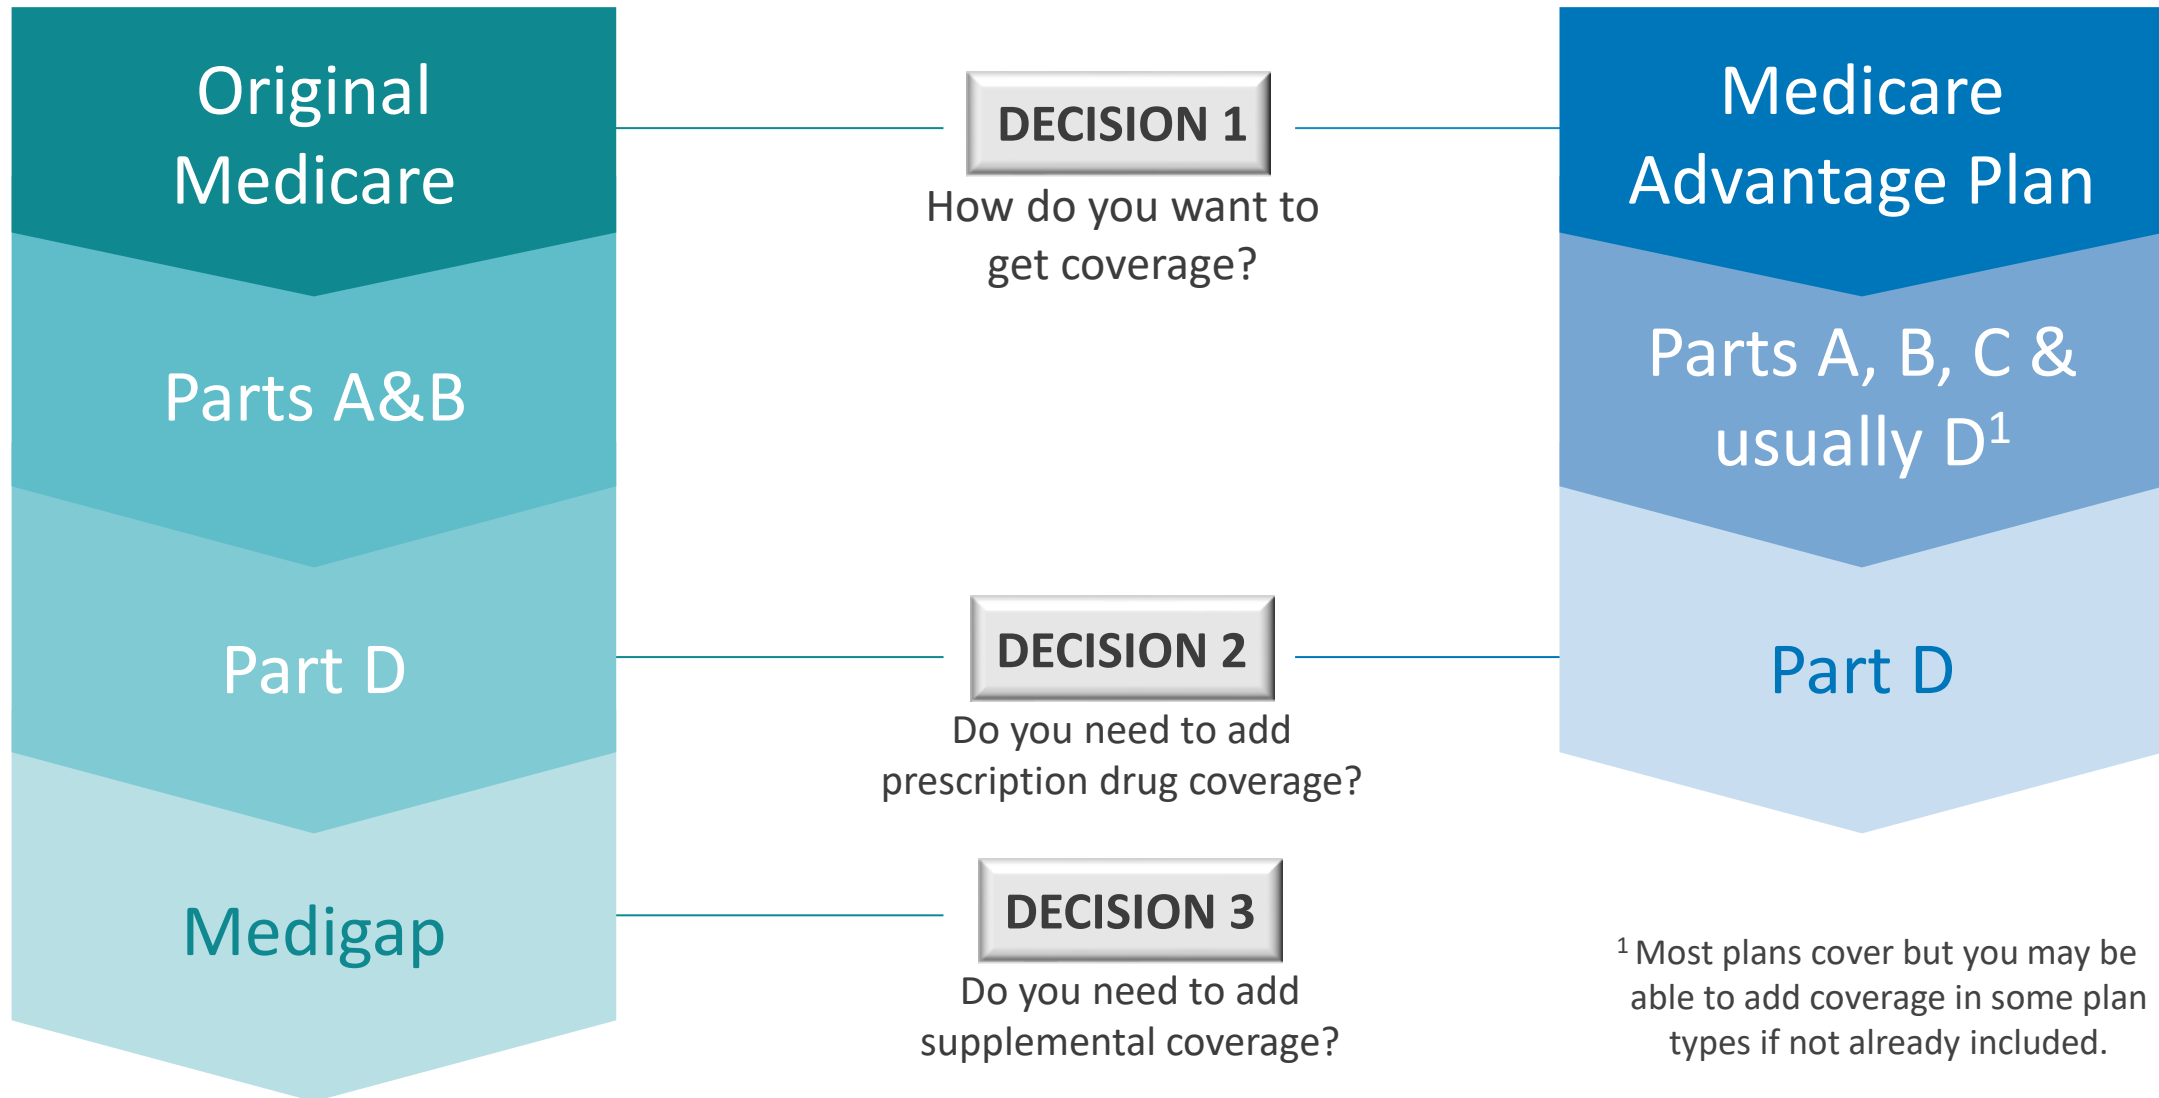 Original
Medicare
Parts A&B
Part D
Medigap
DECISION 1
How do you want to
get coverage?
DECISION 2
Do you need to add
prescription drug coverage?
DECISION 3
Do you need to add
supplemental coverage?
Medicare
Advantage Plan
Parts A, B, C &
usually D¹
Part D
¹ Most plans cover but you may be
able to add coverage in some plan
types if not already included.